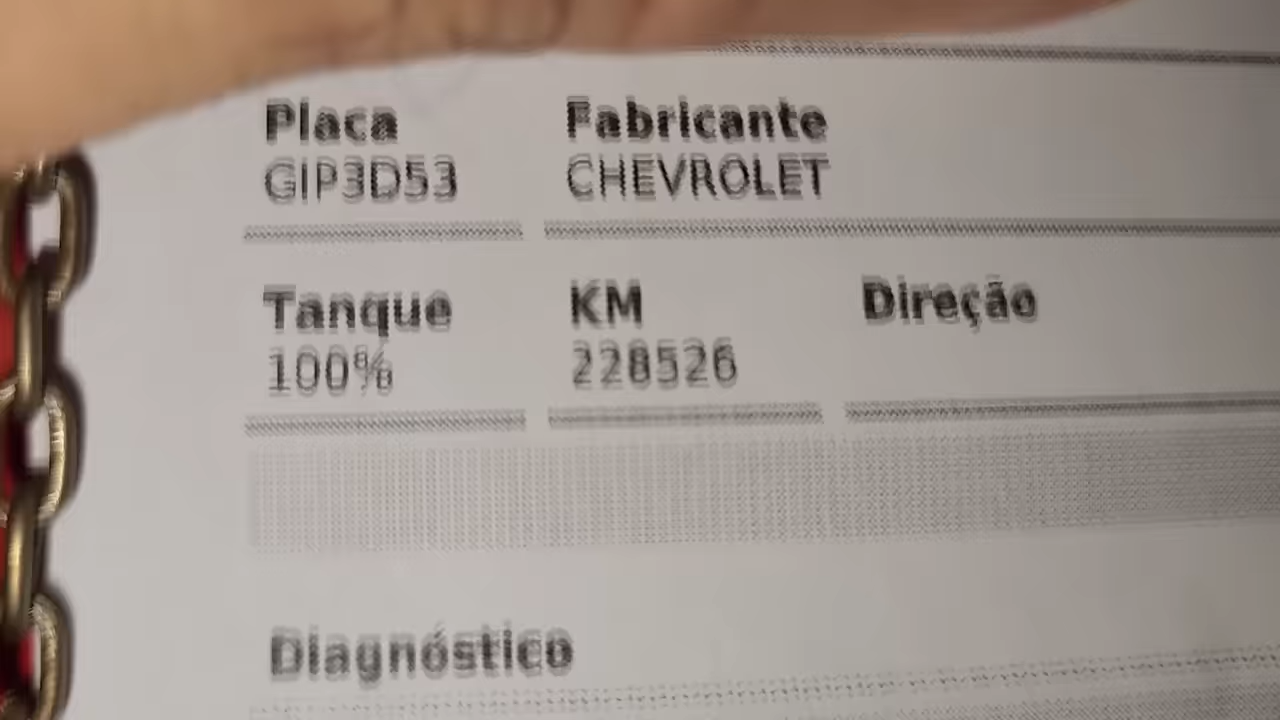 Placa Fabricante
GIP3D53 CHEVROLET
Tanque KM Direção
100% 228526
Diagnóstico